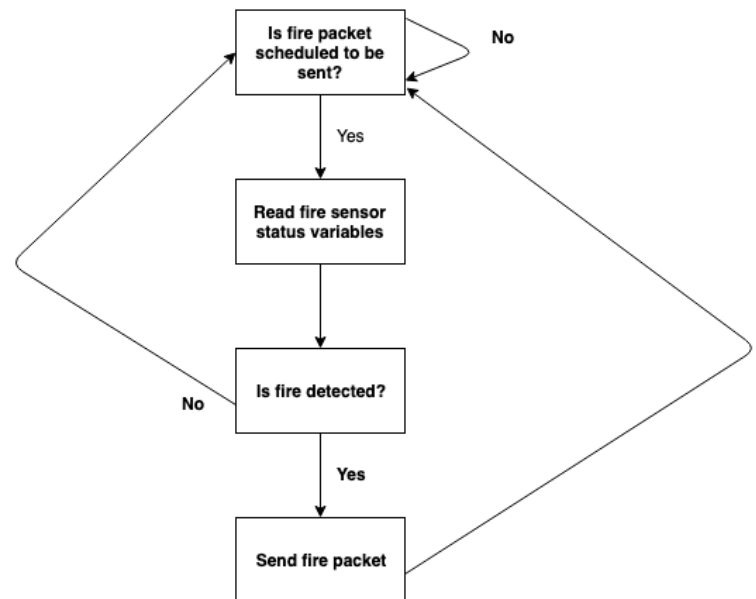 Is fire packet
scheduled to be
sent?
No
Yes
Read fire sensor
status variables
Is fire detected?
No
Yes
Send fire packet